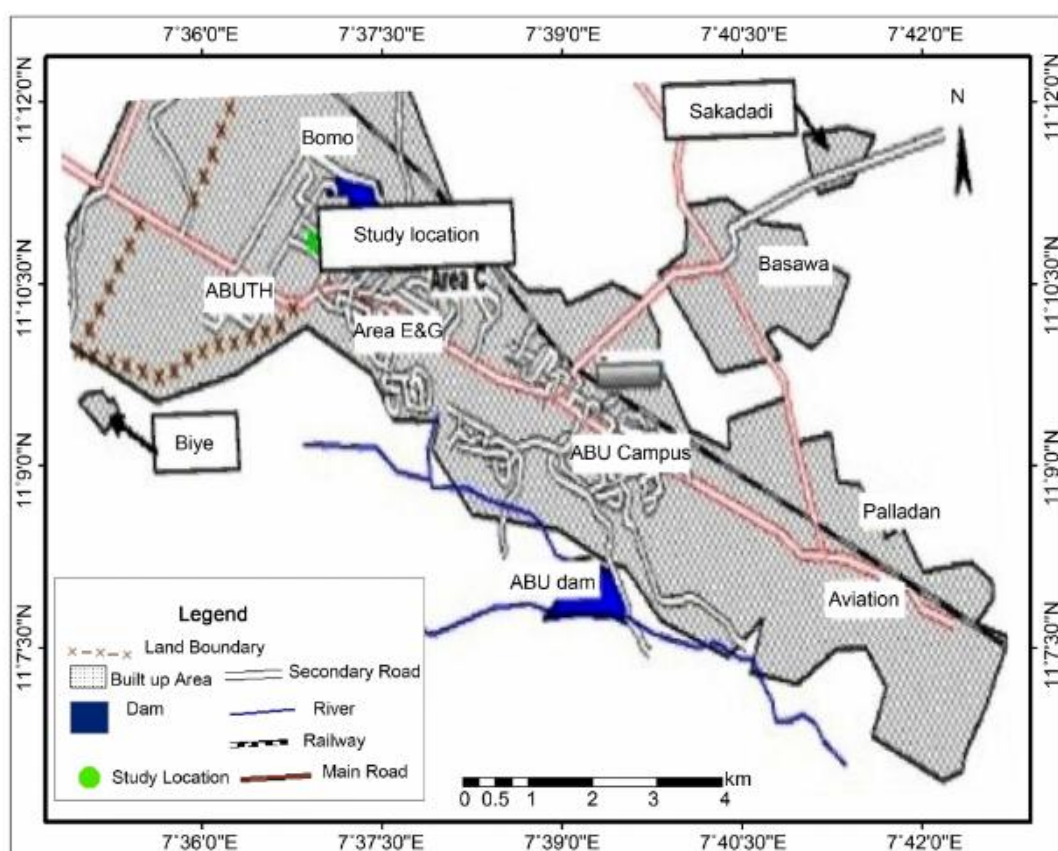 7°36'0"E 7°37'30"E 7°39'0"E 7°40'30"E 7°42'0"E
11°12'0"N
11°12'0"N
Sakadadi
N
Bomo
Study location
Basawa
11°10'30"N
ABUTH
Area C
11°10'30"N
Area E&G
Biye
ABU Campus
11°9'0"N
11°9'0"N
Palladan
ABU dam
Aviation
11°7'30"N
11°7'30"N
Legend
Land Boundary
Built up Area
Secondary Road
Dam
River
Railway
Study Location
Main Road
km
0 0.5 1 2 3 4
7°36'0"E 7°37'30"E 7°39'0"E 7°40'30"E 7°42'0"E